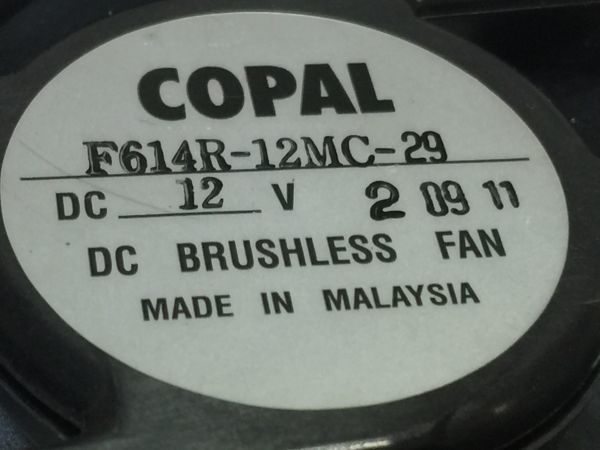 COPAL
F614R-12MC-29
DC 12 V 2 09 11
DC BRUSHLESS FAN
MADE IN MALAYSIA